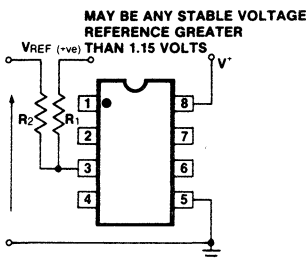 MAY BE ANY STABLE VOLTAGE
REFERENCE GREATER
VREF (+ve) THAN 1.15 VOLTS
V+
R2 R1
1 8
2 7
3 6
4 5